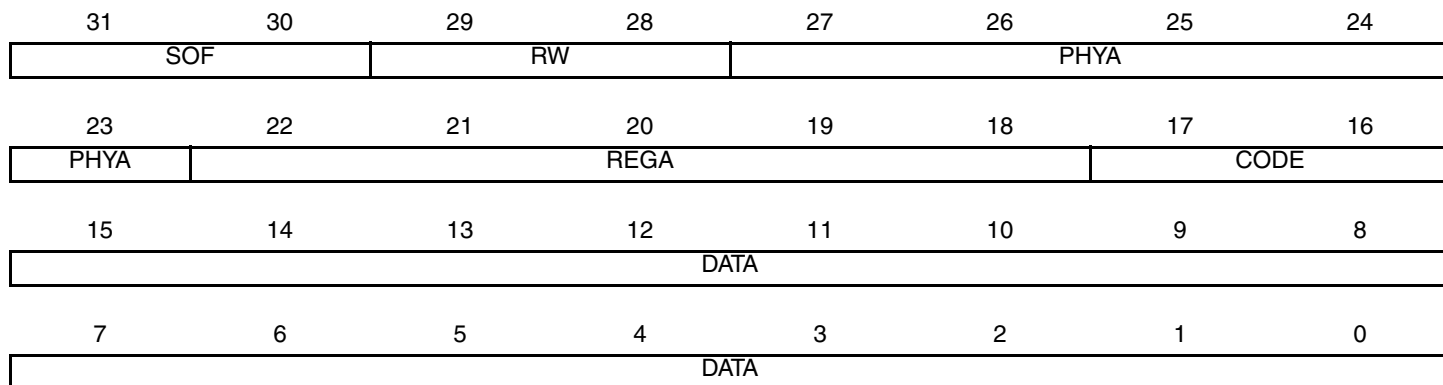 31 30 29 28 27 26 25 24
SOF RW PHYA
23 22 21 20 19 18 17 16
PHYA REGA CODE
15 14 13 12 11 10 9 8
DATA
7 6 5 4 3 2 1 0
DATA